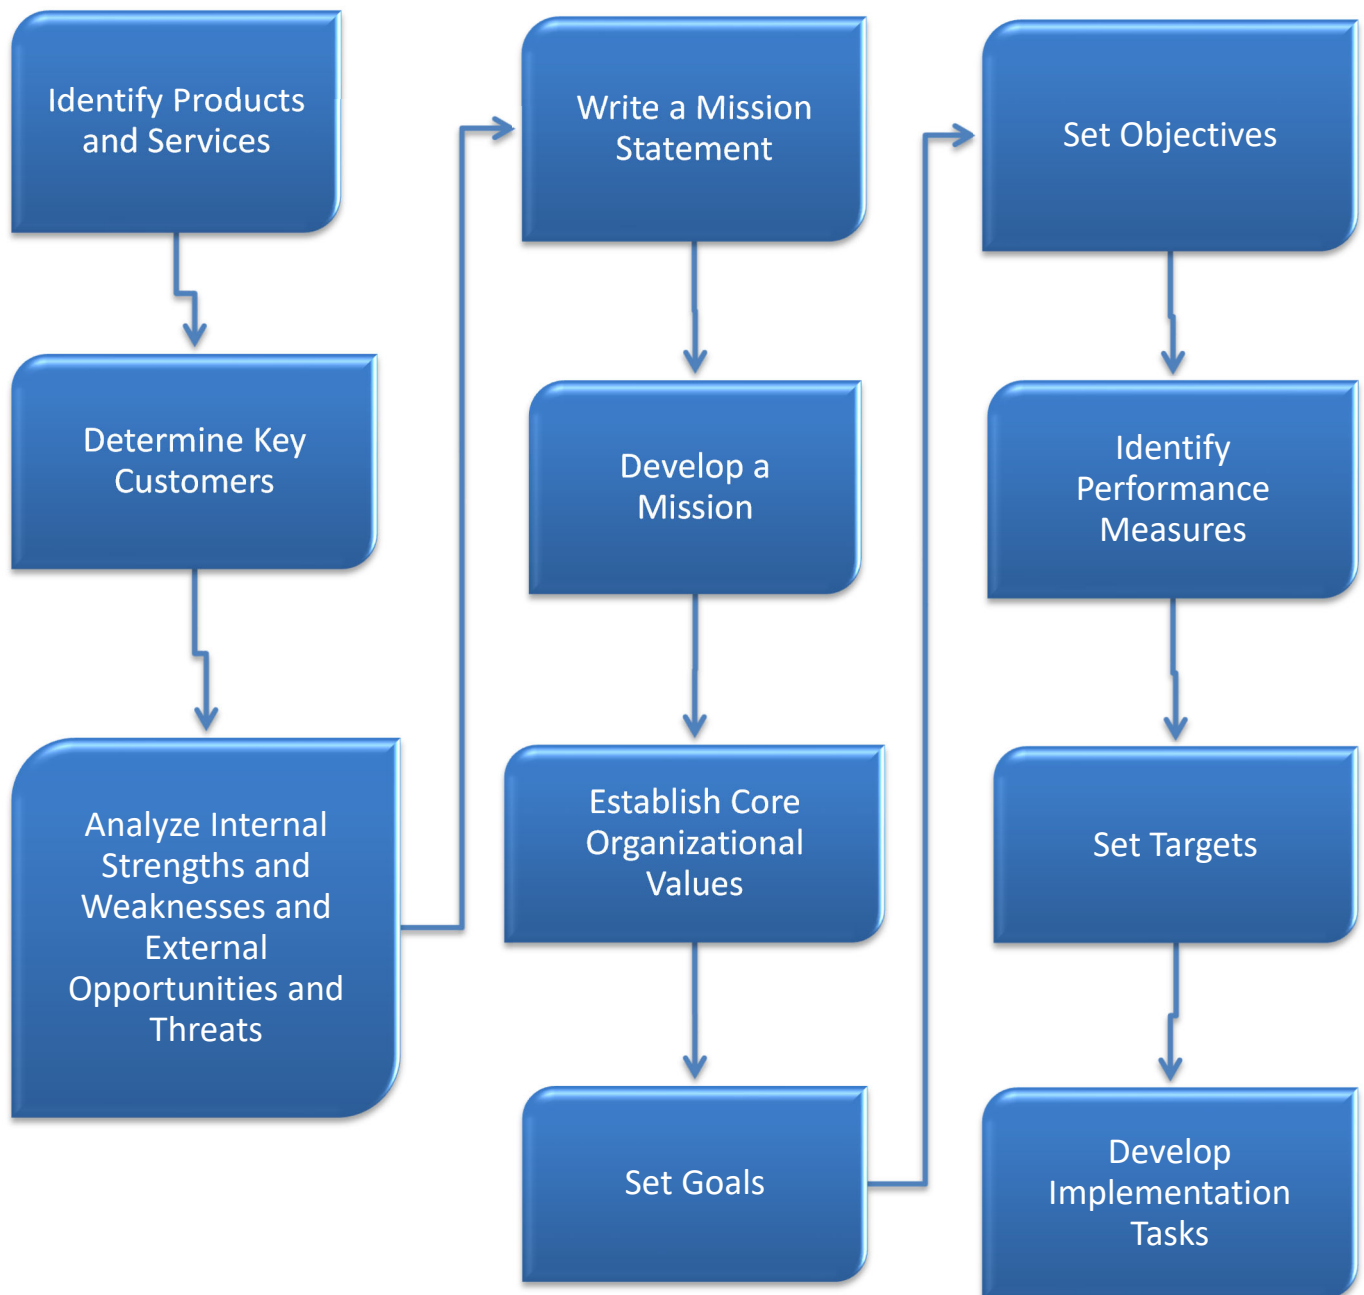 Identify Products
and Services
Determine Key
Customers
Analyze Internal
Strengths and
Weaknesses and
External
Opportunities and
Threats
Write a Mission
Statement
Develop a
Mission
Establish Core
Organizational
Values
Set Goals
Set Objectives
Identify
Performance
Measures
Set Targets
Develop
Implementation
Tasks